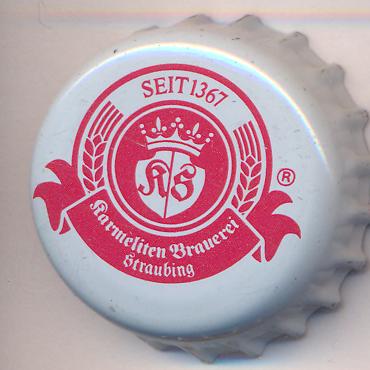 SEIT 1367
KS
®
Karmeliten Brauerei
Straubing